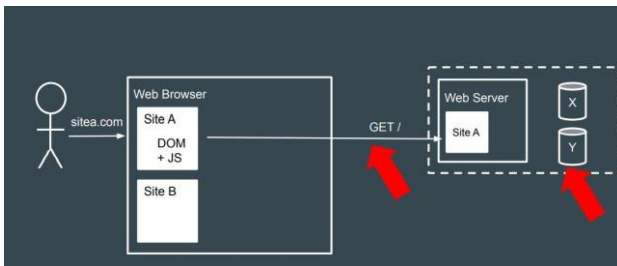 sitea.com
Web Browser
Site A
DOM
+ JS
Site B
GET /
Web Server
Site A
X
Y